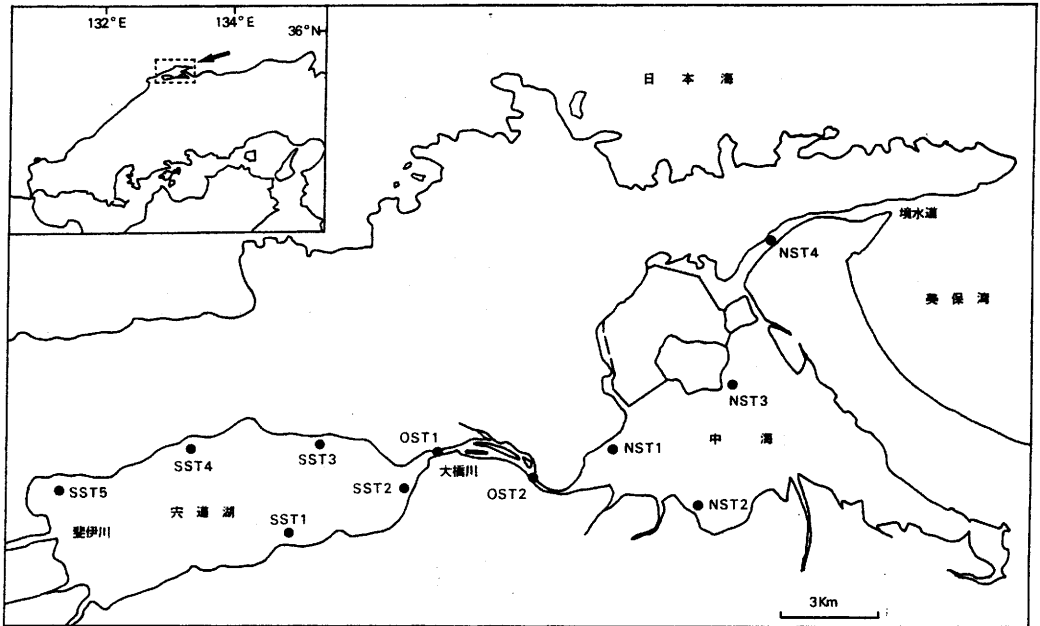 132°E
134°E
36°N
日本海
境水道
NST4
美保湾
NST3
NST1
中海
OST1
SST3
SST4
大橋川
SST2
OST2
SST5
NST2
宍道湖
SST1
斐伊川
3Km